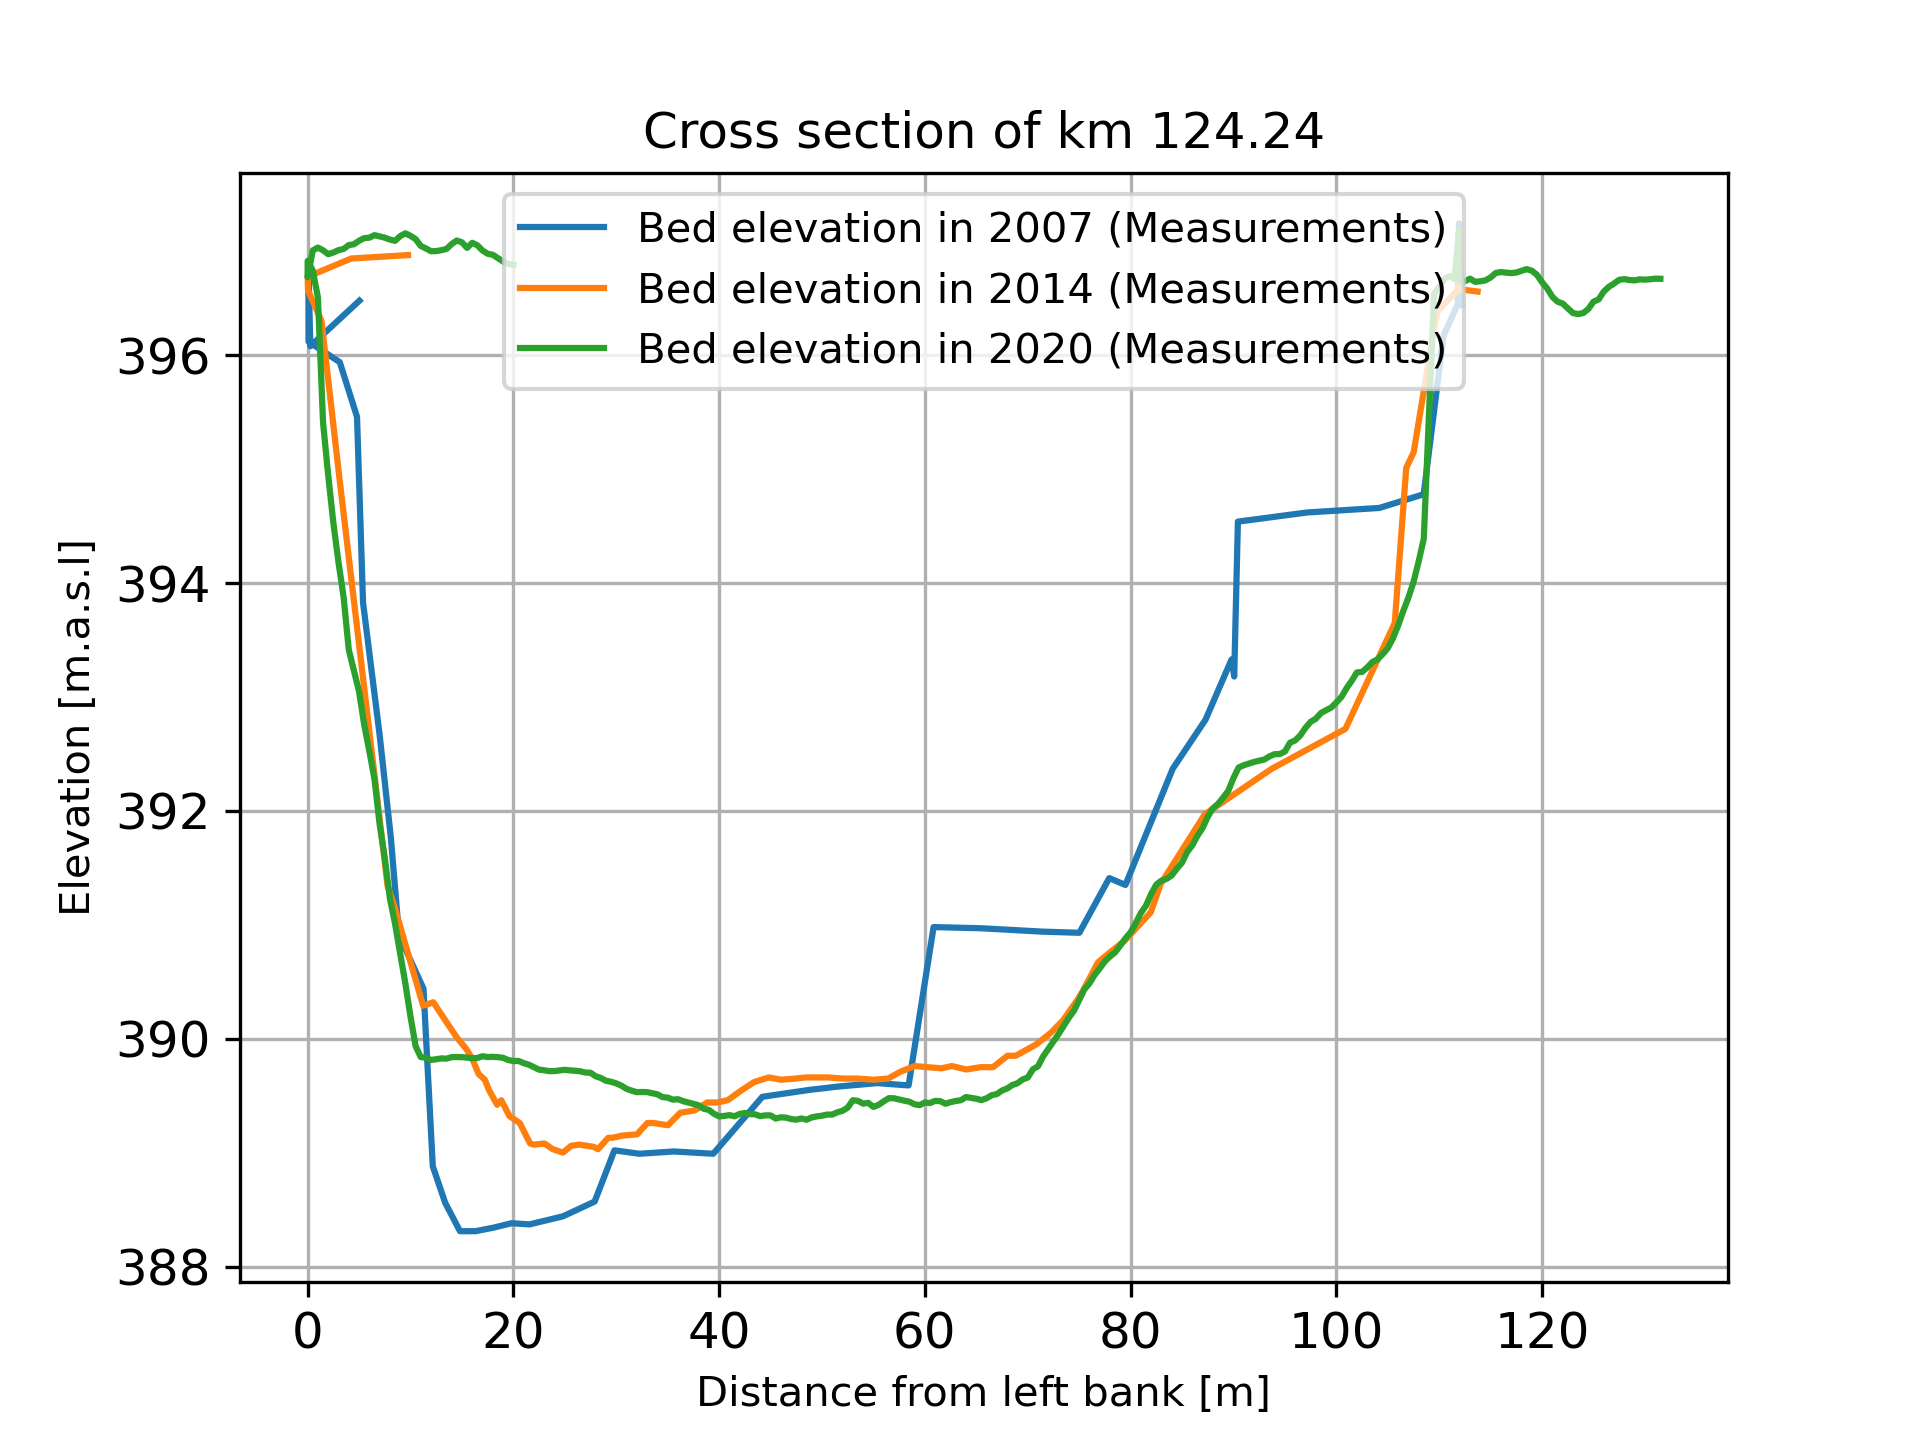 Cross section of km 124.24
Bed elevation in 2007 (Measurements)
Bed elevation in 2014 (Measurements)
Bed elevation in 2020 (Measurements)
Elevation [m.a.s.l]
396
394
392
390
388
0 20 40 60 80 100 120
Distance from left bank [m]